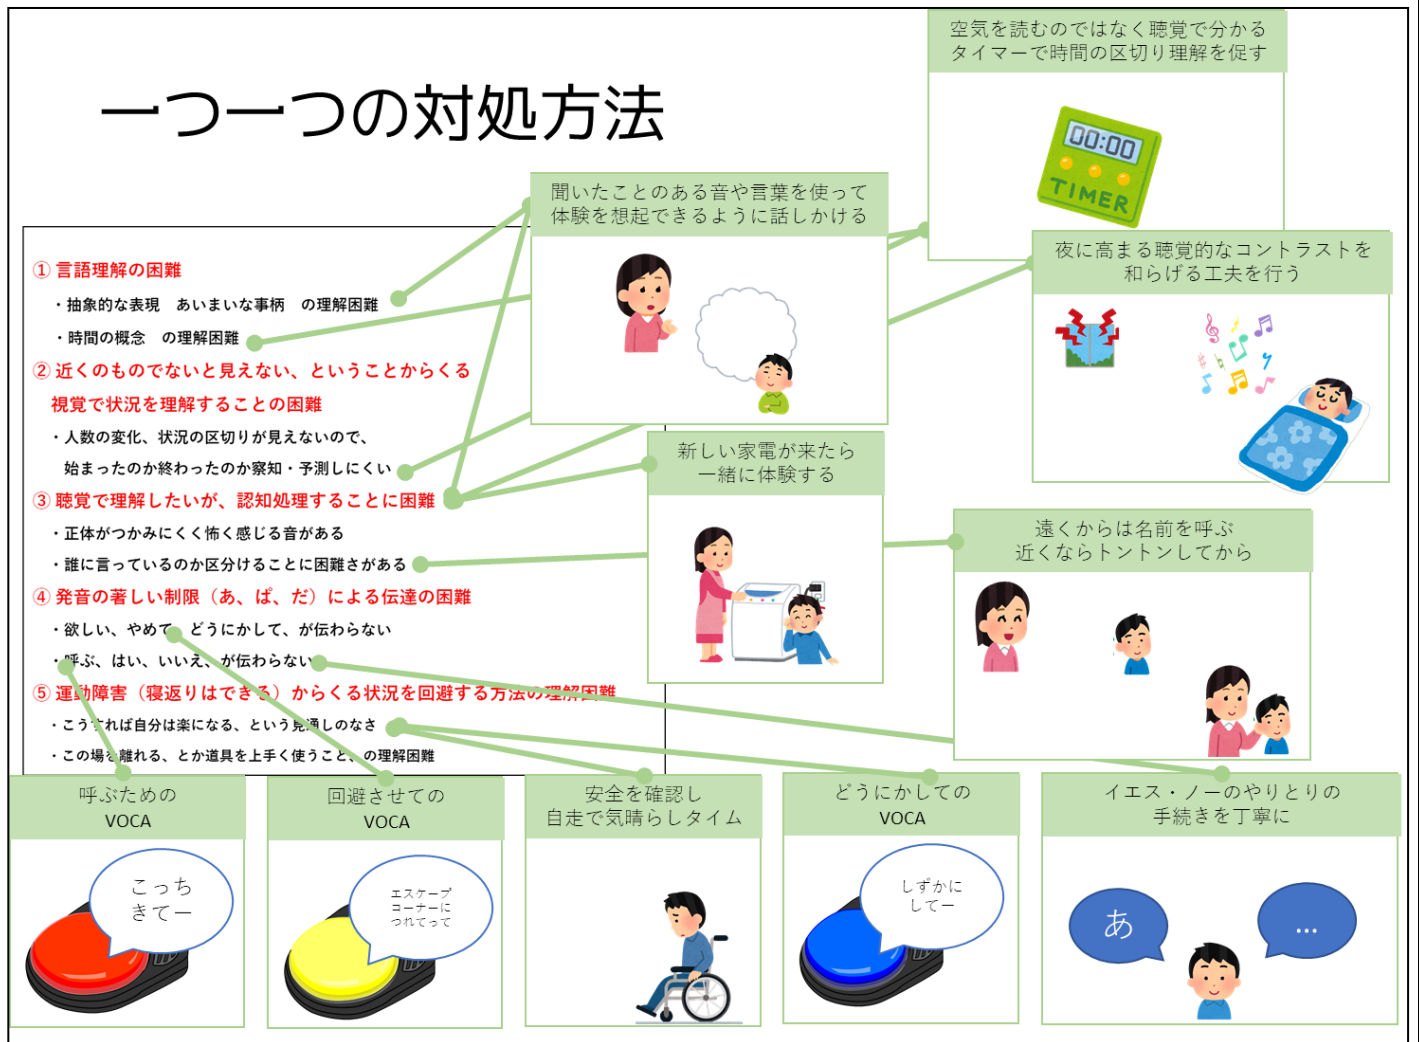 一つ一つの対処方法
空気を読むのではなく聴覚で分かる
タイマーで時間の区切り理解を促す
00:00
TIMER
聞いたことのある音や言葉を使って
体験を想起できるように話しかける
夜に高まる聴覚的なコントラストを
和らげる工夫を行う
① 言語理解の困難
・抽象的な表現　あいまいな事柄　の理解困難
・時間の概念　の理解困難
② 近くのものでないと見えない、ということからくる
視覚で状況を理解することの困難
・人数の変化、状況の区切りが見えないので、
始まったのか終わったのか察知・予測しにくい
③ 聴覚で理解したいが、認知処理することに困難
・正体がつかみにくく怖く感じる音がある
・誰に言っているのか区分けることに困難さがある
④ 発音の著しい制限（あ、ぱ、だ）による伝達の困難
・欲しい、やめて、どうにかして、が伝わらない
・呼ぶ、はい、いいえ、が伝わらない
⑤ 運動障害（寝返りはできる）からくる状況を回避する方法の理解困難
・こうすれば自分は楽になる、という見通しのなさ
・この場を離れる、とか道具を上手く使うこと、の理解困難
新しい家電が来たら
一緒に体験する
遠くからは名前を呼ぶ
近くならトントンしてから
呼ぶための
VOCA
こっち
きてー
回避させての
VOCA
エスケープ
コーナーに
つれてって
安全を確認し
自走で気晴らしタイム
どうにかしての
VOCA
しずかに
してー
イエス・ノーのやりとりの
手続きを丁寧に
あ
…